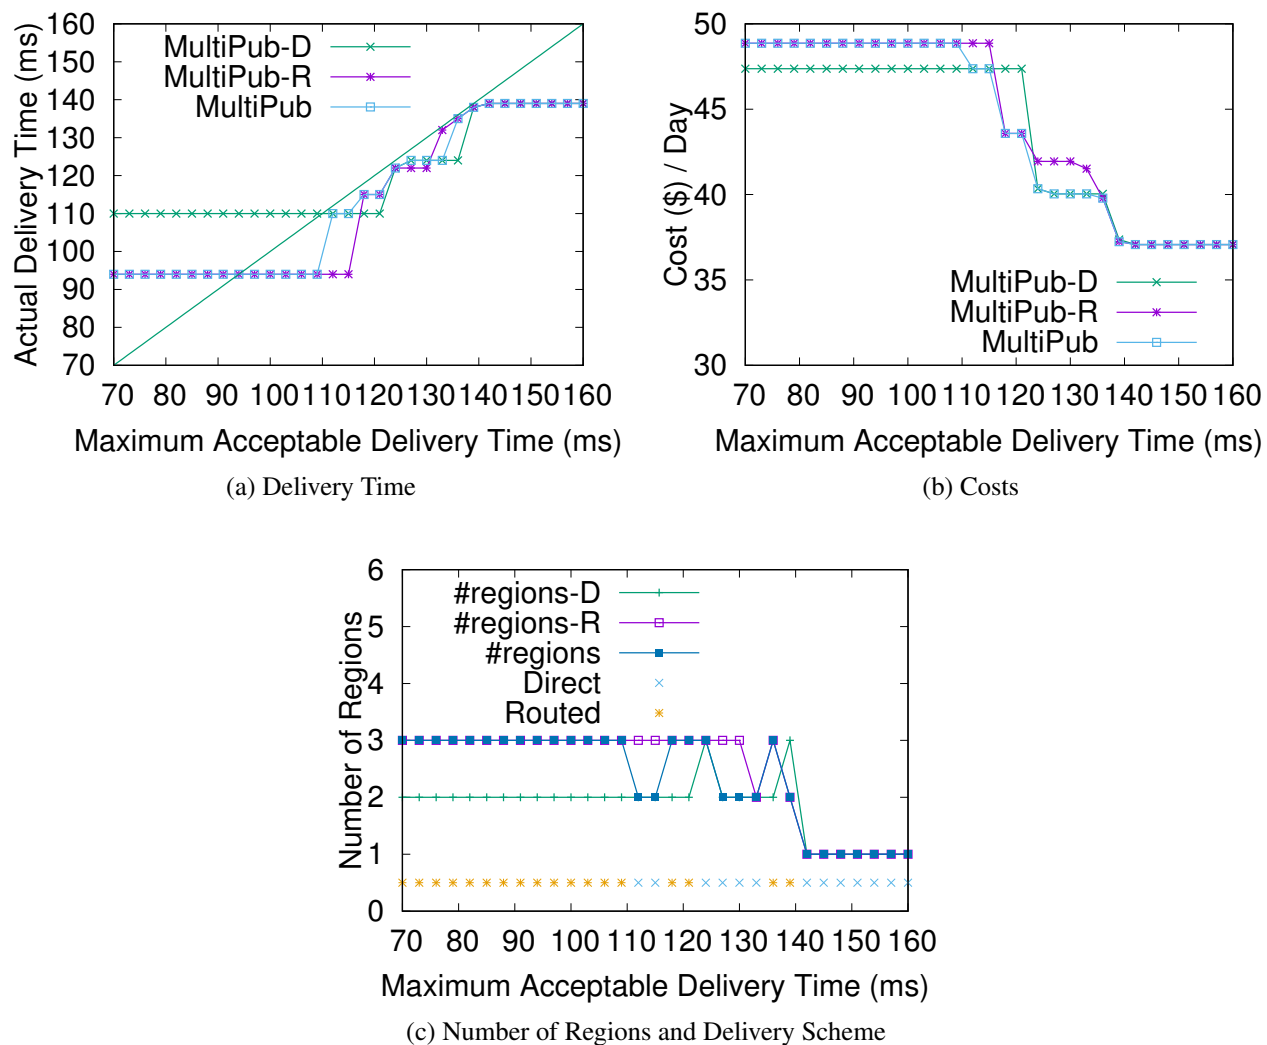 160
150
140
130
120
110
100
90
80
70
Actual Delivery Time (ms)
MultiPub-D
MultiPub-R
MultiPub
70 80 90 100 110 120 130 140 150 160
Maximum Acceptable Delivery Time (ms)
(a) Delivery Time
50
45
40
35
30
Cost ($) / Day
MultiPub-D
MultiPub-R
MultiPub
70 80 90 100 110 120 130 140 150 160
Maximum Acceptable Delivery Time (ms)
(b) Costs
6
5
4
3
2
1
0
Number of Regions
#regions-D
#regions-R
#regions
Direct
Routed
70 80 90 100 110 120 130 140 150 160
Maximum Acceptable Delivery Time (ms)
(c) Number of Regions and Delivery Scheme